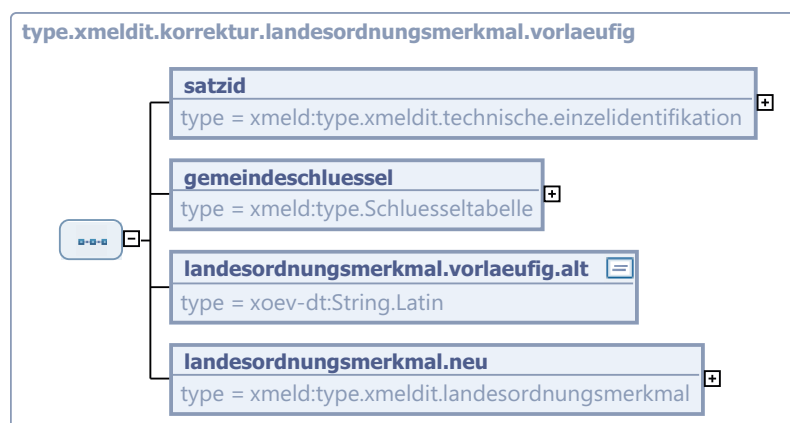 type.xmeldit.korrektur.landesordnungsmerkmal.vorlaeufig
satzid
type = xmeld:type.xmeldit.technische.einzelidentifikation
gemeindeschluessel
type = xmeld:type.Schluesseltabelle
landesordnungsmerkmal.vorlaeufig.alt
type = xoev-dt:String.Latin
landesordnungsmerkmal.neu
type = xmeld:type.xmeldit.landesordnungsmerkmal